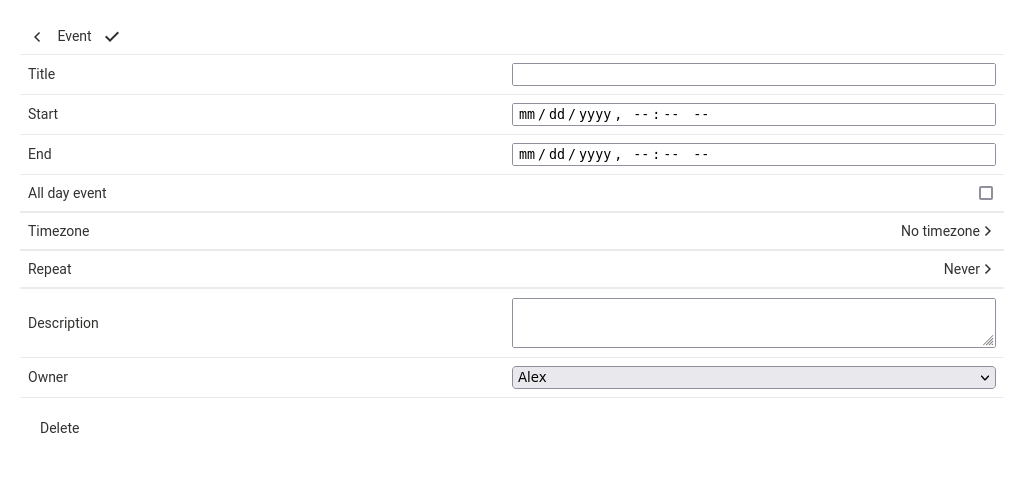 Event
Title
Start mm/dd/yyyy, --:-- --
End mm/dd/yyyy, --:-- --
All day event
Timezone No timezone
Repeat Never
Description
Owner Alex
Delete